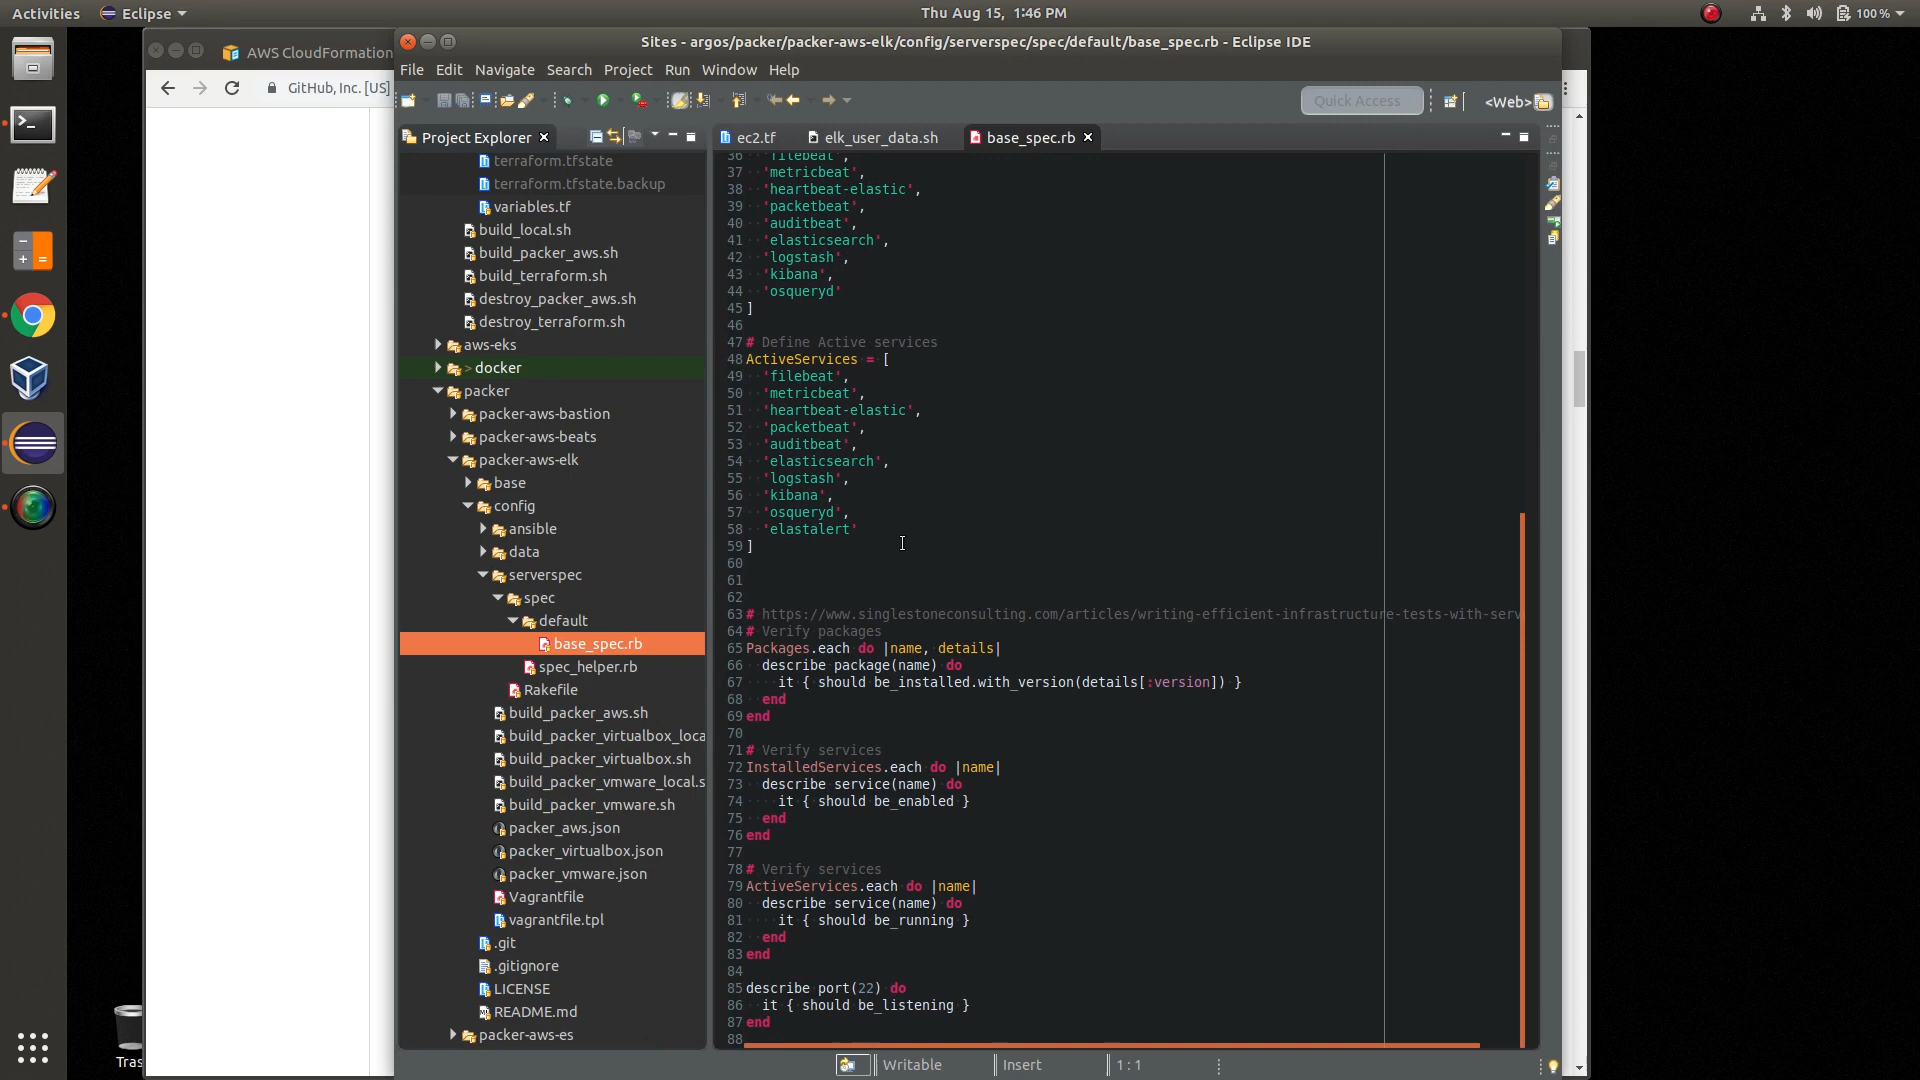 Activities
Eclipse
Thu Aug 15, 1:46 PM
100 %
AWS CloudFormation
GitHub, Inc. [US]
Sites - argos/packer/packer-aws-elk/config/serverspec/spec/default/base_spec.rb - Eclipse IDE
File Edit Navigate Search Project Run Window Help
Quick Access
<Web>
Project Explorer
ec2.tf
elk_user_data.sh
base_spec.rb
terraform.tfstate
terraform.tfstate.backup
variables.tf
build_local.sh
build_packer_aws.sh
build_terraform.sh
destroy_packer_aws.sh
destroy_terraform.sh
aws-eks
> docker
packer
packer-aws-bastion
packer-aws-beats
packer-aws-elk
base
config
ansible
data
serverspec
spec
default
base_spec.rb
spec_helper.rb
Rakefile
build_packer_aws.sh
build_packer_virtualbox_loca
build_packer_virtualbox.sh
build_packer_vmware_local.s
build_packer_vmware.sh
packer_aws.json
packer_virtualbox.json
packer_vmware.json
Vagrantfile
vagrantfile.tpl
.git
.gitignore
LICENSE
README.md
packer-aws-es
36 'filebeat',
37 'metricbeat',
38 'heartbeat-elastic',
39 'packetbeat',
40 'auditbeat',
41 'elasticsearch',
42 'logstash',
43 'kibana',
44 'osqueryd'
45 ]
46
47 # Define Active services
48 ActiveServices = [
49 'filebeat',
50 'metricbeat',
51 'heartbeat-elastic',
52 'packetbeat',
53 'auditbeat',
54 'elasticsearch',
55 'logstash',
56 'kibana',
57 'osqueryd',
58 'elastalert'
59 ]
60
61
62
63 # https://www.singlestoneconsulting.com/articles/writing-efficient-infrastructure-tests-with-serv
64 # Verify packages
65 Packages.each do |name, details|
66 describe package(name) do
67 it { should be_installed.with_version(details[:version]) }
68 end
69 end
70
71 # Verify services
72 InstalledServices.each do |name|
73 describe service(name) do
74 it { should be_enabled }
75 end
76 end
77
78 # Verify services
79 ActiveServices.each do |name|
80 describe service(name) do
81 it { should be_running }
82 end
83 end
84
85 describe port(22) do
86 it { should be_listening }
87 end
88
Writable
Insert
1 : 1
Tras